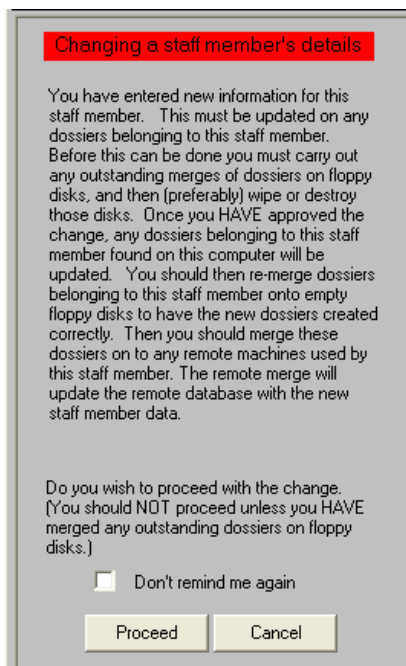 Changing a staff member's details
You have entered new information for this
staff member.   This must be updated on any
dossiers belonging to this staff member.
Before this can be done you must carry out
any outstanding merges of dossiers on floppy
disks, and then (preferably) wipe or destroy
those disks.  Once you HAVE approved the
change, any dossiers belonging to this staff
member found on this computer will be
updated.   You should then re-merge dossiers
belonging to this staff member onto empty
floppy disks to have the new dossiers created
correctly.  Then you should merge these
dossiers on to any remote machines used by
this staff member. The remote merge will
update the remote database with the new
staff member data.
Do you wish to proceed with the change.
(You should NOT proceed unless you HAVE
merged any outstanding dossiers on floppy
disks.)
Don't remind me again
Proceed Cancel